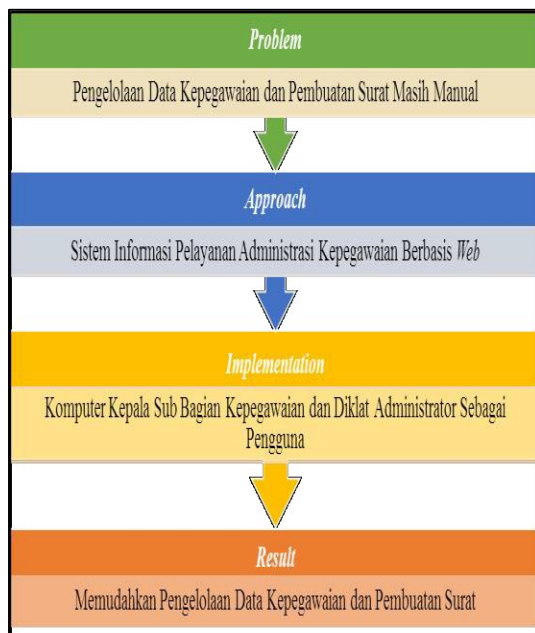 Problem
Pengelolaan Data Kepegawaian dan Pembuatan Surat Masih Manual
Approach
Sistem Informasi Pelayanan Administrasi Kepegawaian Berbasis Web
Implementation
Komputer Kepala Sub Bagian Kepegawaian dan Diklat Administrator Sebagai
Pengguna
Result
Memudahkan Pengelolaan Data Kepegawaian dan Pembuatan Surat